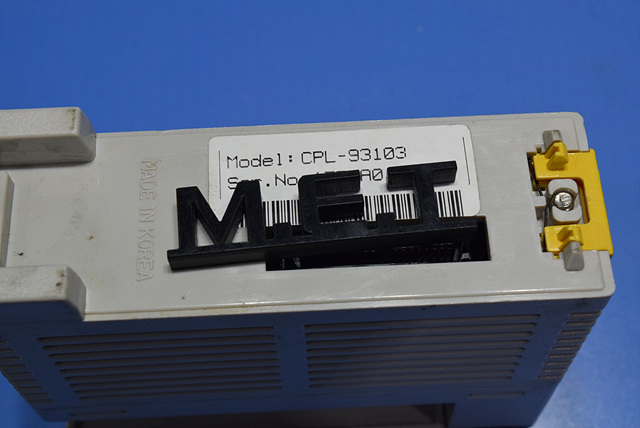 Model: CPL-93103
M.E.I
MADE IN KOREA